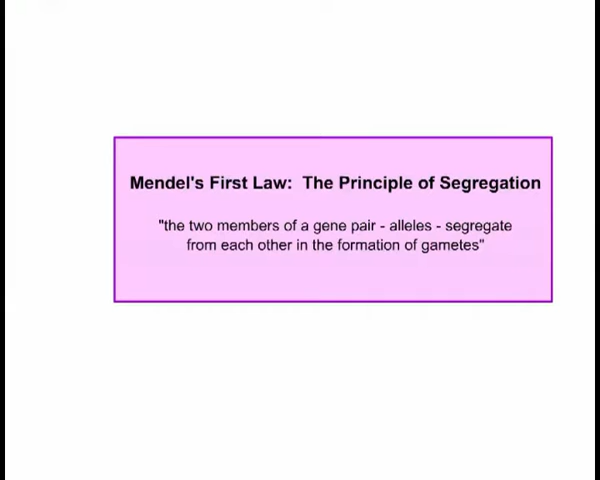 Mendel's First Law:  The Principle of Segregation
"the two members of a gene pair - alleles - segregate
from each other in the formation of gametes"